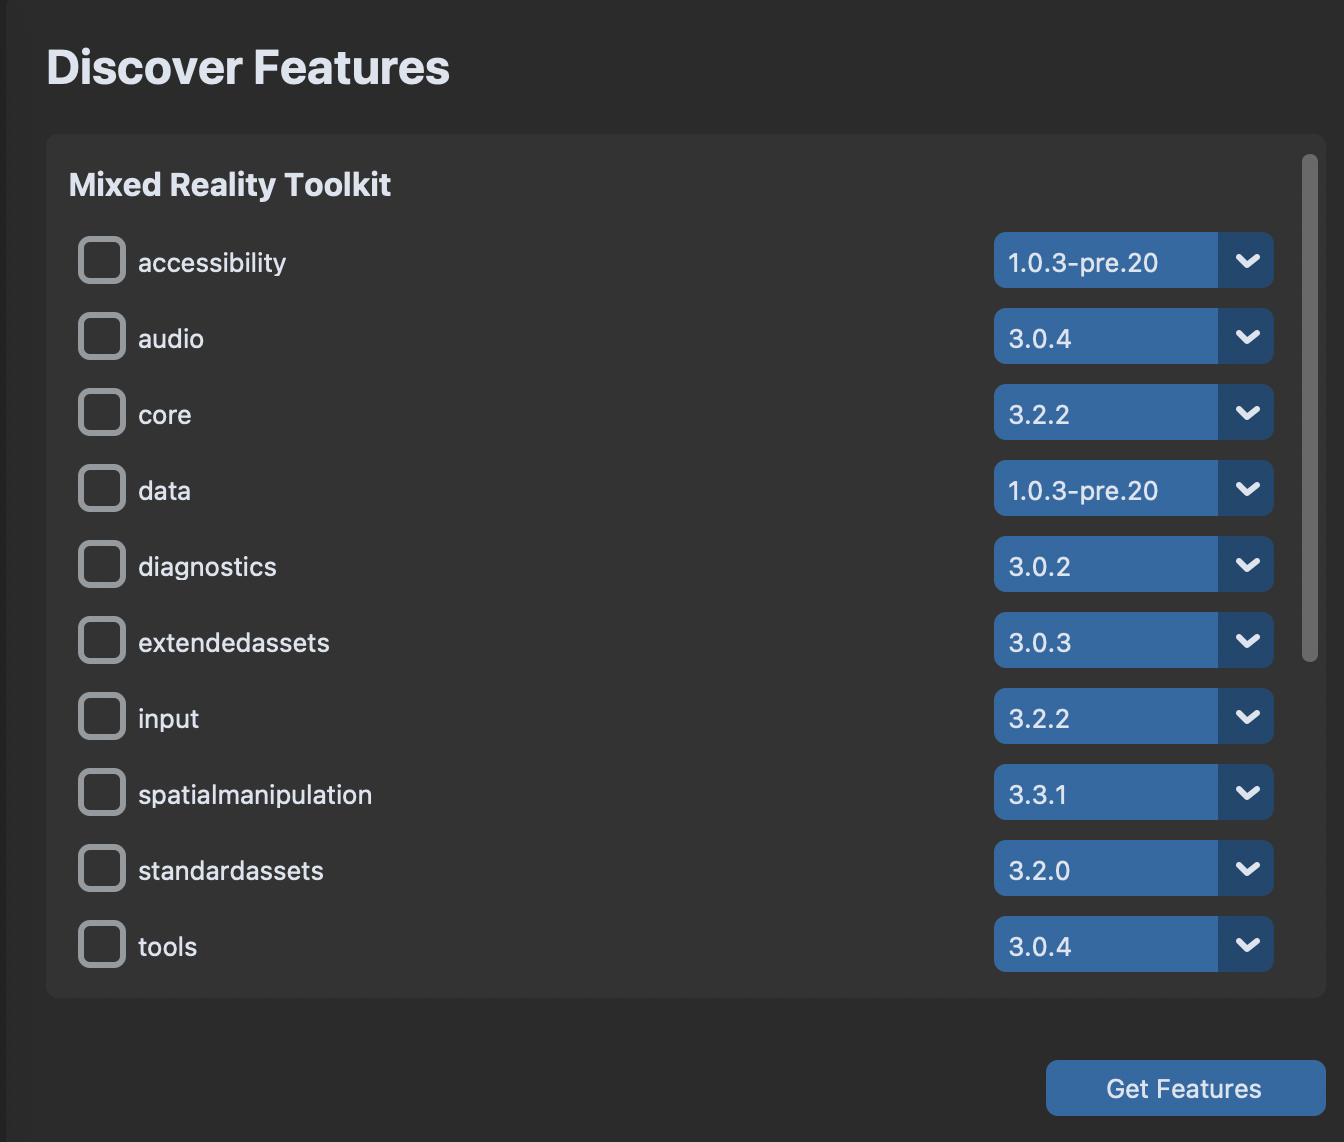 Discover Features
Mixed Reality Toolkit
accessibility 1.0.3-pre.20
audio 3.0.4
core 3.2.2
data 1.0.3-pre.20
diagnostics 3.0.2
extendedassets 3.0.3
input 3.2.2
spatialmanipulation 3.3.1
standardassets 3.2.0
tools 3.0.4
Get Features